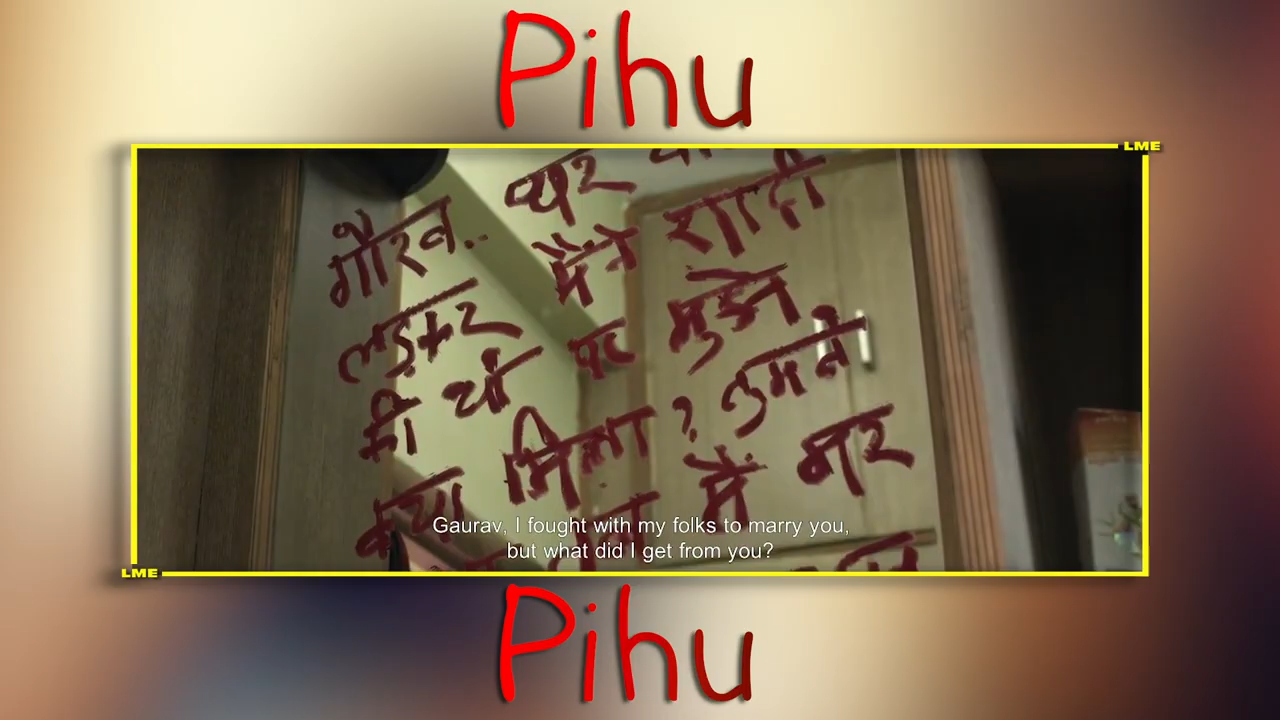 Pihu
LME
गौरव.. घर
लड़कर मैंने शादी
की थी पर मुझे
क्या मिला? तुमने
में मार
Gaurav, I fought with my folks to marry you,
but what did I get from you?
LME
Pihu